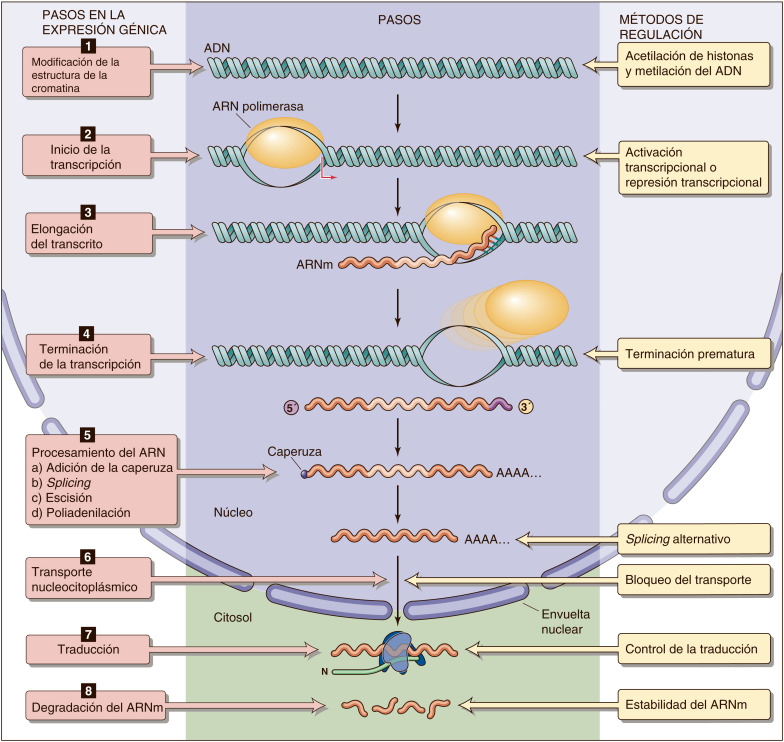 PASOS EN LA
EXPRESIÓN GÉNICA
PASOS
MÉTODOS DE
REGULACIÓN
1
Modificación de la
estructura de la
cromatina
ADN
Acetilación de histonas
y metilación del ADN
ARN polimerasa
2
Inicio de la
transcripción
Activación
transcripcional o
represión transcripcional
3
Elongación
del transcrito
ARNm
4
Terminación
de la transcripción
Terminación prematura
5´
3´
5
Procesamiento del ARN
a) Adición de la caperuza
b) Splicing
c) Escisión
d) Poliadenilación
Caperuza
AAAA...
Núcleo
AAAA...
Splicing alternativo
6
Transporte
nucleocitoplásmico
Bloqueo del transporte
Citosol
Envuelta
nuclear
7
Traducción
N
Control de la traducción
8
Degradación del ARNm
Estabilidad del ARNm